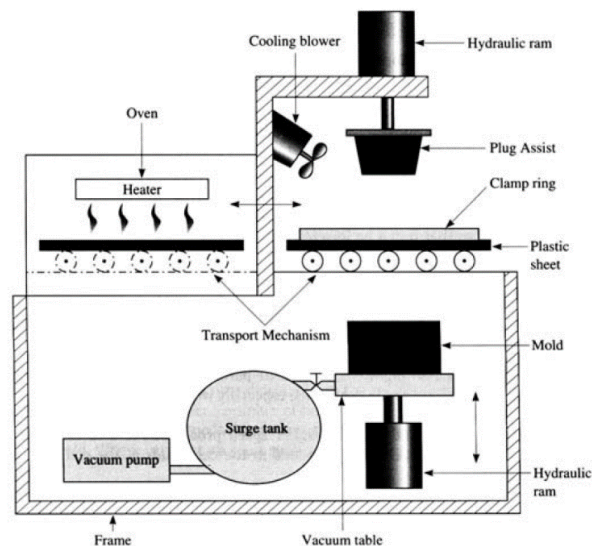 Cooling blower
Hydraulic ram
Oven
Heater
Plug Assist
Clamp ring
Plastic
sheet
Transport Mechanism
Mold
Surge tank
Vacuum pump
Hydraulic
ram
Frame
Vacuum table